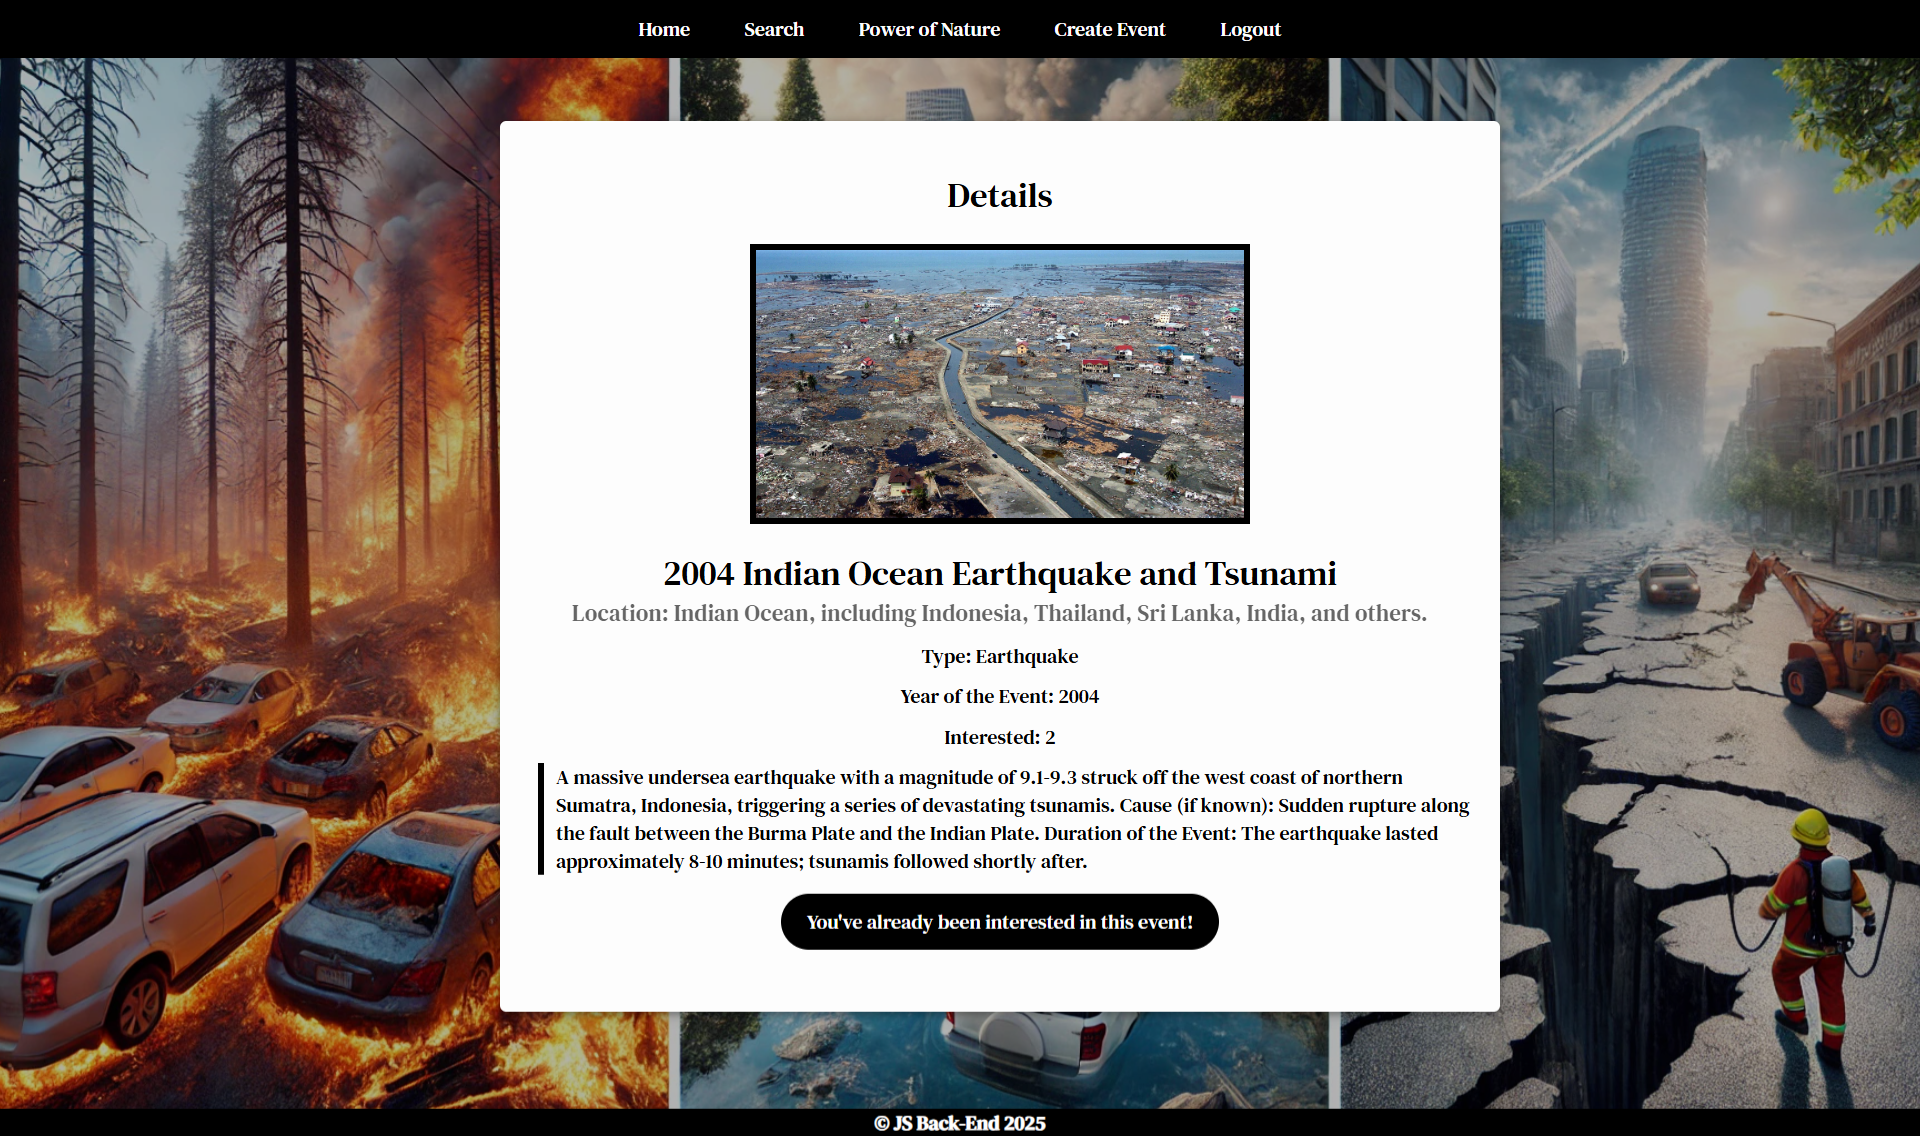 Home Search Power of Nature Create Event Logout
Details
2004 Indian Ocean Earthquake and Tsunami
Location: Indian Ocean, including Indonesia, Thailand, Sri Lanka, India, and others.
Type: Earthquake
Year of the Event: 2004
Interested: 2
A massive undersea earthquake with a magnitude of 9.1-9.3 struck off the west coast of northern
Sumatra, Indonesia, triggering a series of devastating tsunamis. Cause (if known): Sudden rupture along
the fault between the Burma Plate and the Indian Plate. Duration of the Event: The earthquake lasted
approximately 8-10 minutes; tsunamis followed shortly after.
You've already been interested in this event!
© JS Back-End 2025